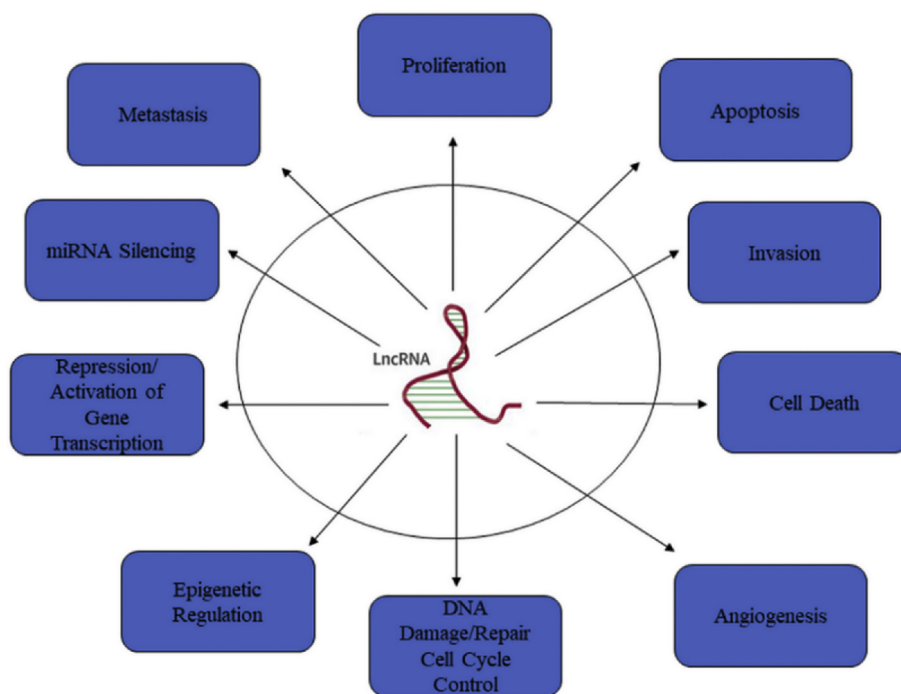 Proliferation
Metastasis
Apoptosis
miRNA Silencing
Invasion
LncRNA
Repression/
Activation of
Gene
Transcription
Cell Death
Epigenetic
Regulation
DNA
Damage/Repair
Cell Cycle
Control
Angiogenesis